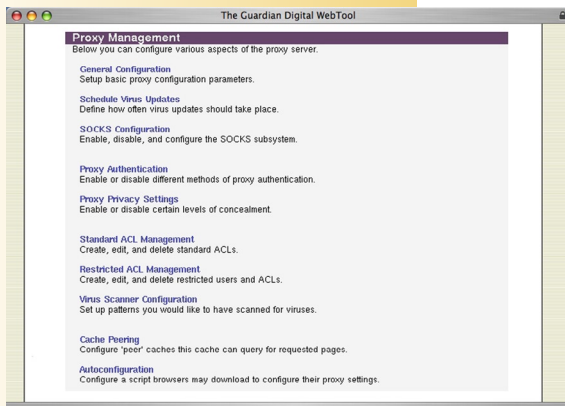 The Guardian Digital WebTool
Proxy Management
Below you can configure various aspects of the proxy server.
General Configuration
Setup basic proxy configuration parameters.
Schedule Virus Updates
Define how often virus updates should take place.
SOCKS Configuration
Enable, disable, and configure the SOCKS subsystem.
Proxy Authentication
Enable or disable different methods of proxy authentication.
Proxy Privacy Settings
Enable or disable certain levels of concealment.
Standard ACL Management
Create, edit, and delete standard ACLs.
Restricted ACL Management
Create, edit, and delete restricted users and ACLs.
Virus Scanner Configuration
Set up patterns you would like to have scanned for viruses.
Cache Peering
Configure 'peer' caches this cache can query for requested pages.
Autoconfiguration
Configure a script browsers may download to configure their proxy settings.